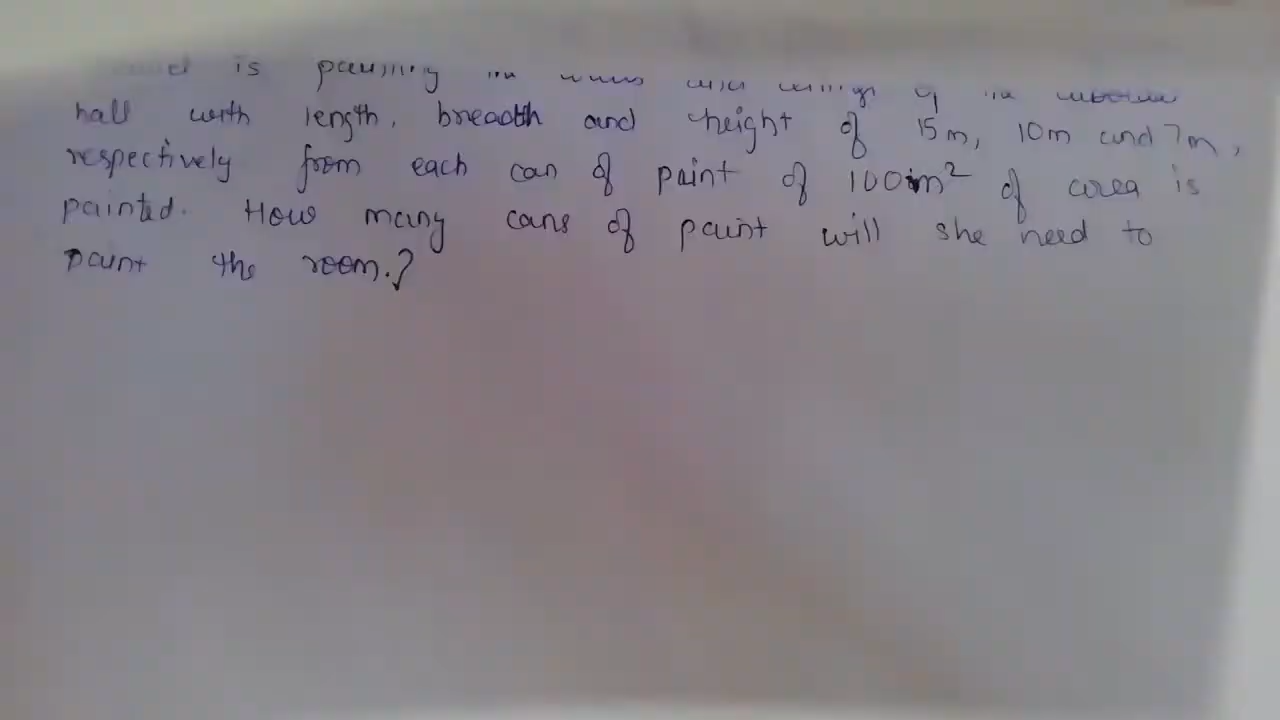 is painting
hall with length, breadth and height of 15m, 10m and 7m,
respectively from each can of paint of 100m² of area is
painted. How many cans of paint will she need to
paint the room.?